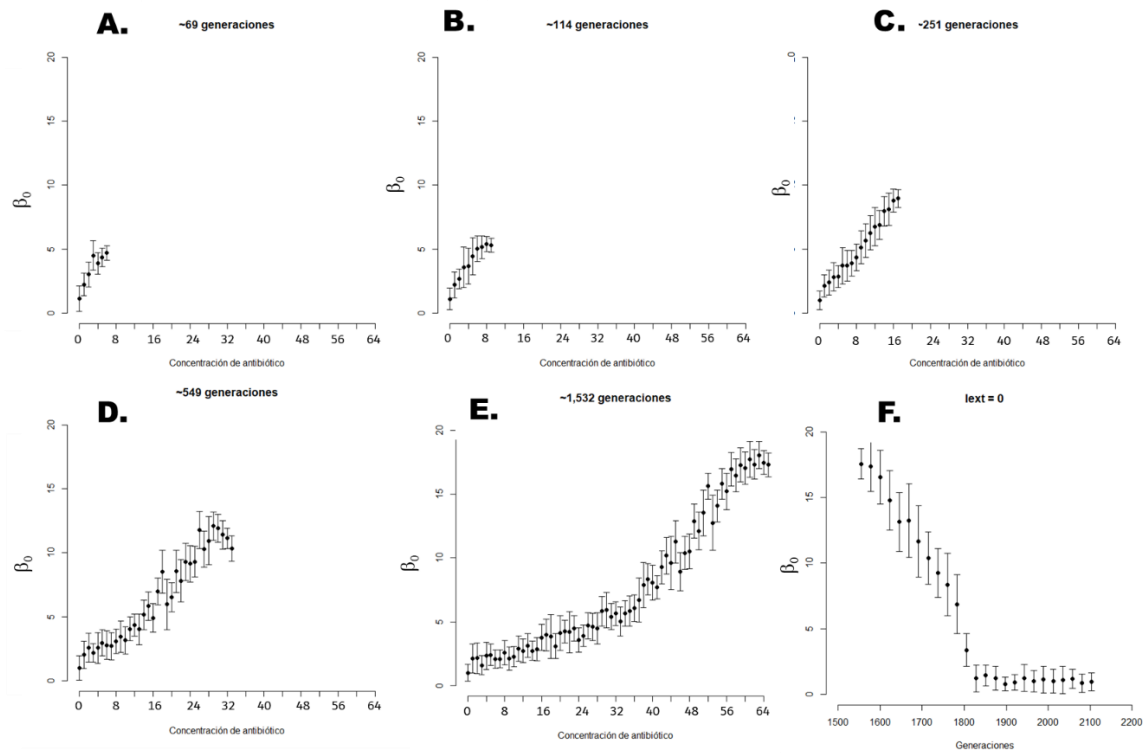 A.
~69 generaciones
20
15
10
5
0
β₀
0 8 16 24 32 40 48 56 64
Concentración de antibiótico
B.
~114 generaciones
20
15
10
5
0
β₀
0 8 16 24 32 40 48 56 64
Concentración de antibiótico
C.
~251 generaciones
β₀
0 8 16 24 32 40 48 56 64
Concentración de antibiótico
D.
~549 generaciones
20
15
10
5
0
β₀
0 8 16 24 32 40 48 56 64
Concentración de antibiótico
E.
~1,532 generaciones
20
15
10
5
0
β₀
0 8 16 24 32 40 48 56 64
Concentración de antibiótico
F.
Iext = 0
20
15
10
5
0
β₀
1500 1600 1700 1800 1900 2000 2100 2200
Generaciones